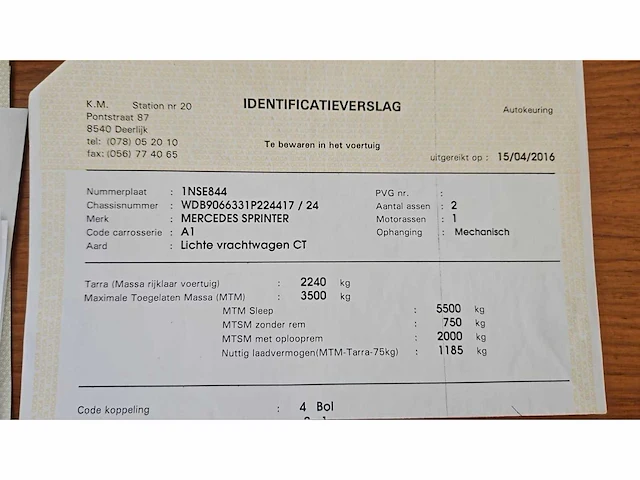 K.M. Station nr 20
Pontstraat 87
8540 Deerlijk
tel: (078) 05 20 10
fax: (056) 77 40 65
IDENTIFICATIEVERSLAG
Te bewaren in het voertuig
Autokeuring
uitgereikt op : 15/04/2016
Nummerplaat : 1NSE844
Chassisnummer : WDB9066331P224417 / 24
Merk : MERCEDES SPRINTER
Code carrosserie : A1
Aard : Lichte vrachtwagen CT
PVG nr. :
Aantal assen : 2
Motorassen : 1
Ophanging : Mechanisch
Tarra (Massa rijklaar voertuig) : 2240 kg
Maximale Toegelaten Massa (MTM) : 3500 kg
MTM Sleep : 5500 kg
MTSM zonder rem : 750 kg
MTSM met oplooprem : 2000 kg
Nuttig laadvermogen(MTM-Tarra-75kg) : 1185 kg
Code koppeling : 4 Bol